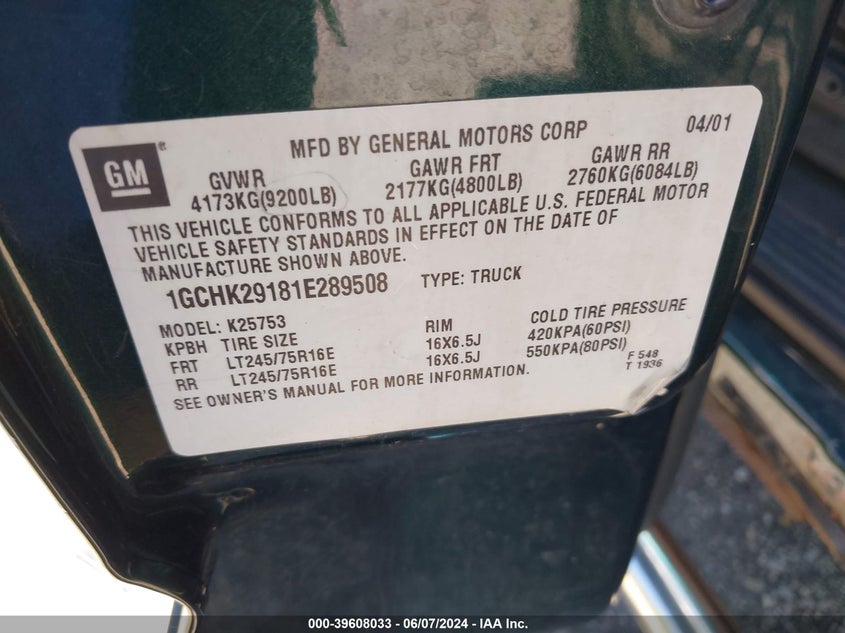 GM
MFD BY GENERAL MOTORS CORP 04/01
GVWR GAWR FRT GAWR RR
4173KG(9200LB) 2177KG(4800LB) 2760KG(6084LB)
THIS VEHICLE CONFORMS TO ALL APPLICABLE U.S. FEDERAL MOTOR
VEHICLE SAFETY STANDARDS IN EFFECT ON THE DATE OF
MANUFACTURE SHOWN ABOVE.
1GCHK29181E289508 TYPE: TRUCK
MODEL: K25753
KPBH TIRE SIZE RIM COLD TIRE PRESSURE
FRT LT245/75R16E 16X6.5J 420KPA(60PSI)
RR LT245/75R16E 16X6.5J 550KPA(80PSI)
SEE OWNER'S MANUAL FOR MORE INFORMATION.
F 548
T 1936
000-39608033 - 06/07/2024 - IAA Inc.